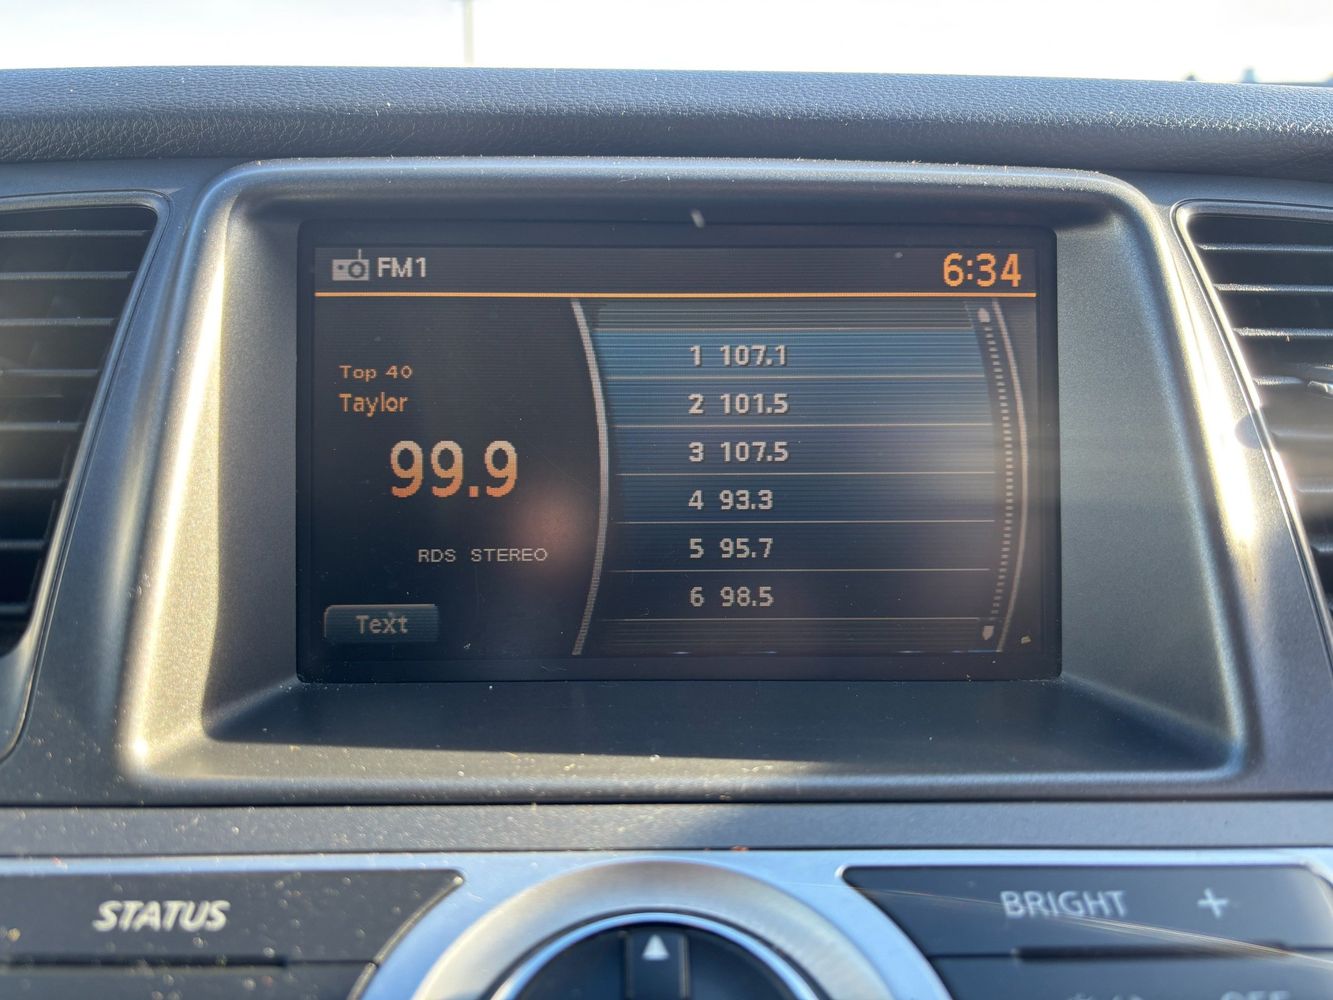 FM1
6:34
Top 40
Taylor
99.9
RDS STEREO
Text
1 107.1
2 101.5
3 107.5
4 93.3
5 95.7
6 98.5
STATUS
BRIGHT +
OFF